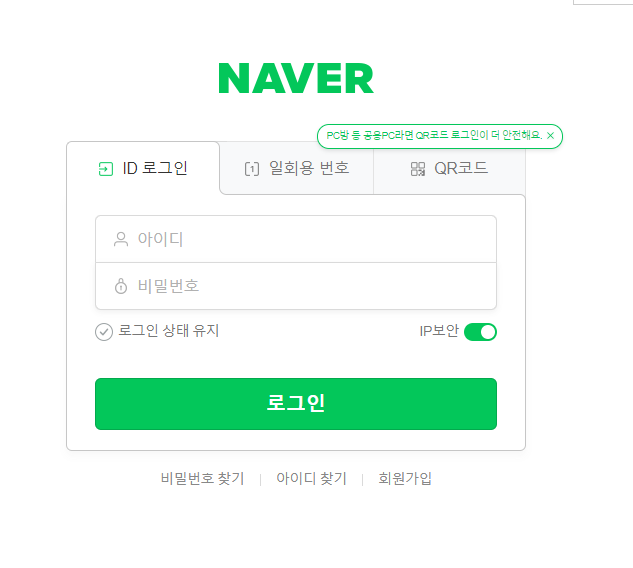 NAVER
PC방 등 공용PC라면 QR코드 로그인이 더 안전해요. ×
ID 로그인
1 일회용 번호
QR코드
아이디
비밀번호
로그인 상태 유지
IP보안
로그인
비밀번호 찾기 | 아이디 찾기 | 회원가입